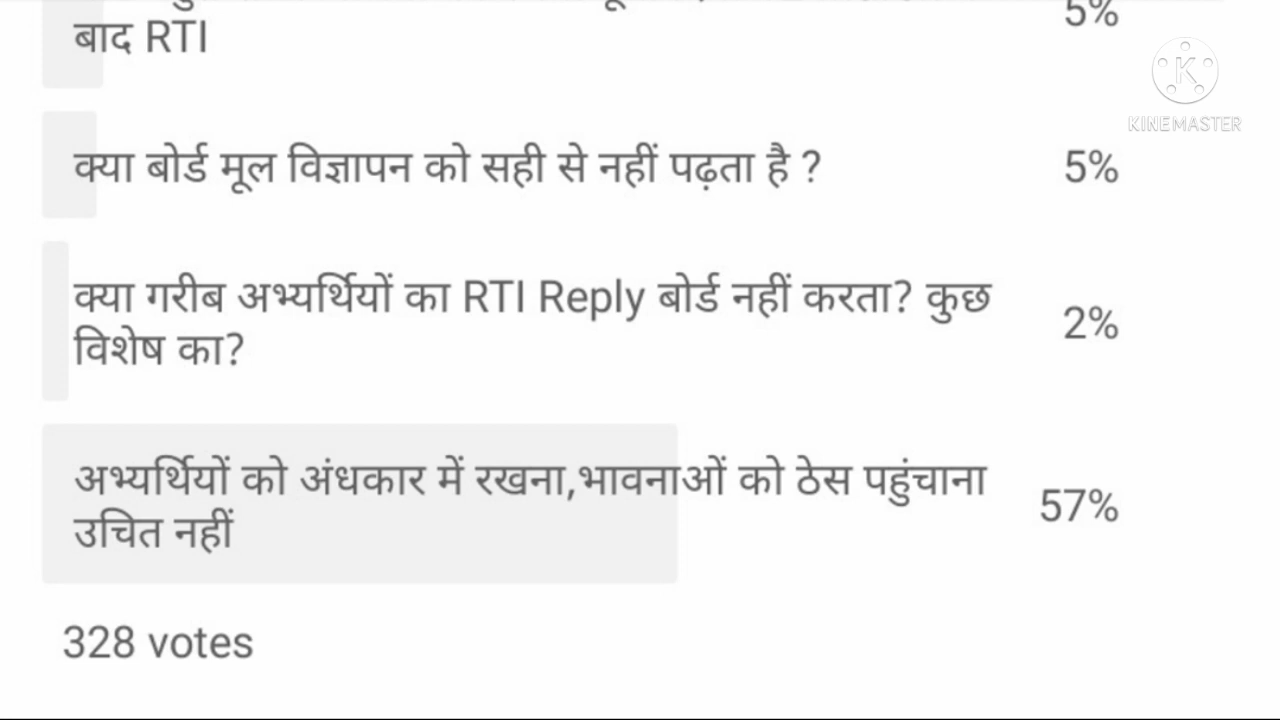 5%
बाद RTI
KINEMASTER
क्या बोर्ड मूल विज्ञापन को सही से नहीं पढ़ता है ? 5%
क्या गरीब अभ्यर्थियों का RTI Reply बोर्ड नहीं करता? कुछ
विशेष का?
2%
अभ्यर्थियों को अंधकार में रखना,भावनाओं को ठेस पहुंचाना
उचित नहीं
57%
328 votes